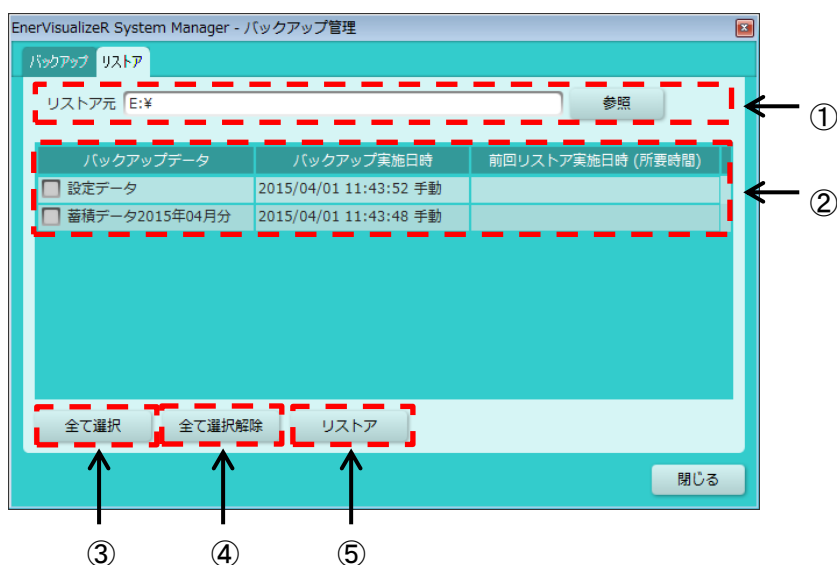 EnerVisualizeR System Manager - バックアップ管理
バックアップ リストア
リストア元 E:¥ 参照
①
バックアップデータ バックアップ実施日時 前回リストア実施日時 (所要時間)
設定データ 2015/04/01 11:43:52 手動
②
蓄積データ2015年04月分 2015/04/01 11:43:48 手動
全て選択 全て選択解除 リストア
閉じる
③ ④ ⑤